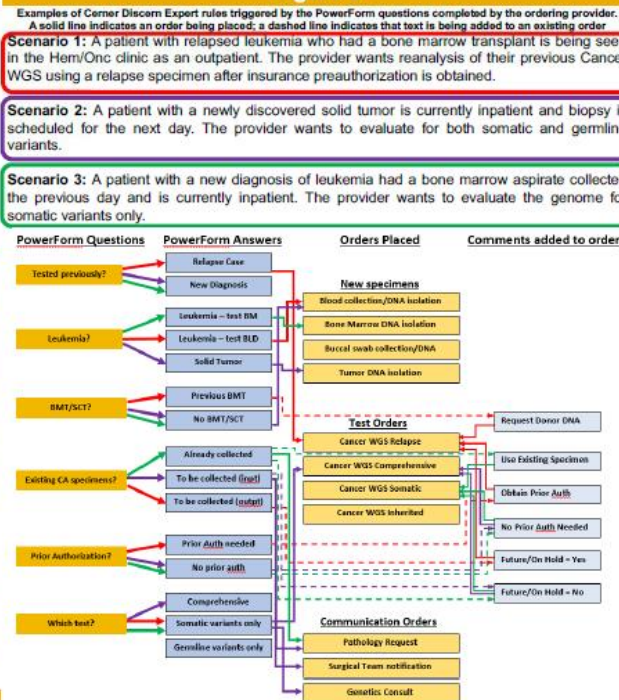 Examples of Cerner Discern Expert rules triggered by the PowerForm questions completed by the ordering provider.
A solid line indicates an order being placed; a dashed line indicates that text is being added to an existing order
Scenario 1: A patient with relapsed leukemia who had a bone marrow transplant is being see
in the Hem/Onc clinic as an outpatient. The provider wants reanalysis of their previous Cance
WGS using a relapse specimen after insurance preauthorization is obtained.
Scenario 2: A patient with a newly discovered solid tumor is currently inpatient and biopsy i
scheduled for the next day. The provider wants to evaluate for both somatic and germlin
variants.
Scenario 3: A patient with a new diagnosis of leukemia had a bone marrow aspirate collecte
the previous day and is currently inpatient. The provider wants to evaluate the genome fo
somatic variants only.
PowerForm Questions PowerForm Answers Orders Placed Comments added to order
Tested previously?
Relapse Case
New Diagnosis
Leukemia?
Leukemia – test BM
Leukemia – test BLD
Solid Tumor
BMT/SCT?
Previous BMT
No BMT/SCT
Existing CA specimens?
Already collected
To be collected (inpt)
To be collected (outpt)
Prior Authorization?
Prior Auth needed
No prior auth
Which test?
Comprehensive
Somatic variants only
Germline variants only
New specimens
Blood collection/DNA isolation
Bone Marrow DNA isolation
Buccal swab collection/DNA
Tumor DNA isolation
Test Orders
Cancer WGS Relapse
Cancer WGS Comprehensive
Cancer WGS Somatic
Cancer WGS Inherited
Communication Orders
Pathology Request
Surgical Team notification
Genetics Consult
Request Donor DNA
Use Existing Specimen
Obtain Prior Auth
No Prior Auth Needed
Future/On Hold = Yes
Future/On Hold = No